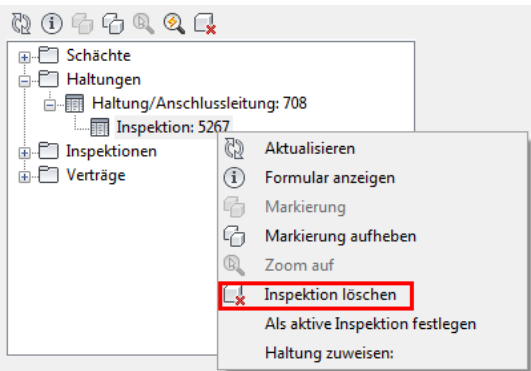 Schächte
Haltungen
Haltung/Anschlussleitung: 708
Inspektion: 5267
Inspektionen
Verträge
Aktualisieren
Formular anzeigen
Markierung
Markierung aufheben
Zoom auf
Inspektion löschen
Als aktive Inspektion festlegen
Haltung zuweisen: